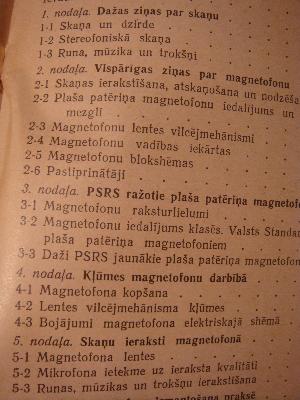 1. nodaļa. Dažas ziņas par skaņu
1-1 Skaņa un dzirde
1-2 Stereofoniskā skaņa
1-3 Runa, mūzika un trokšņi
2. nodaļa. Vispārīgas ziņas par magnetofonu
2-1 Skaņas ierakstīšana, atskaņošana un nodzēša
2-2 Plaša patēriņa magnetofonu iedalījums un
mezgli
2-3 Magnetofonu lentes vilcējmehānismi
2-4 Magnetofonu vadības iekārtas
2-5 Magnetofonu blokshēmas
2-6 Pastiprinātāji
3. nodaļa. PSRS ražotie plaša patēriņa magnetofo
3-1 Magnetofonu raksturlielumi
3-2 Magnetofonu iedalījums klasēs. Valsts Standar
plaša patēriņa magnetofoniem
3-3 Daži PSRS jaunākie plaša patēriņa magnetofon
4. nodaļa. Kļūmes magnetofonu darbībā
4-1 Magnetofona kopšana
4-2 Lentes vilcējmehānisma kļūmes
4-3 Bojājumi magnetofona elektriskajā shēmā
5. nodaļa. Skaņu ieraksti magnetofonā
5-1 Magnetofona lentes
5-2 Mikrofona ietekme uz ieraksta kvalitāti
5-3 Runas, mūzikas un trokšņu ierakstīšana